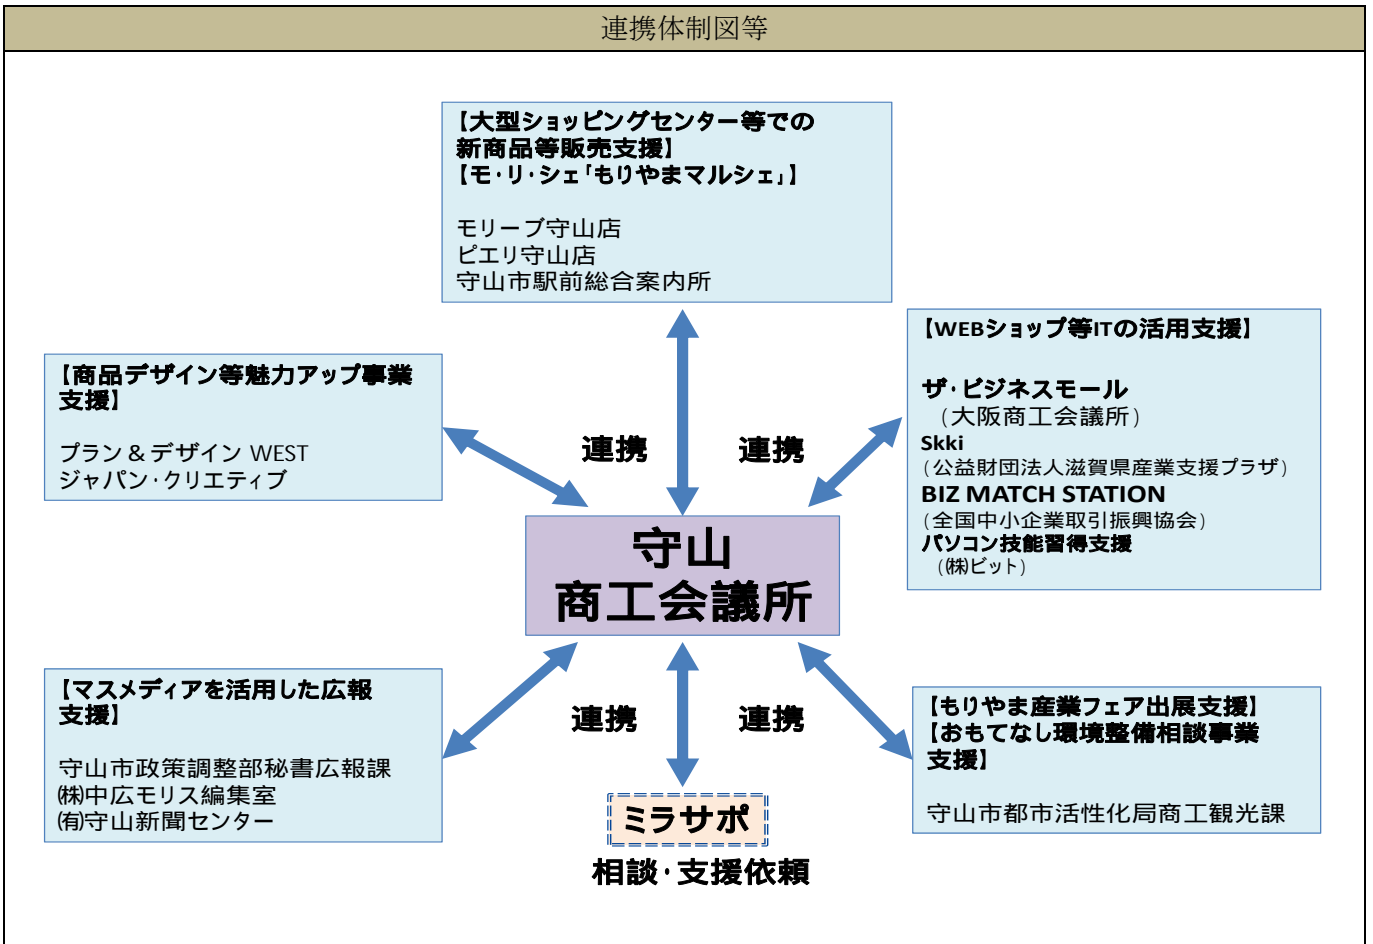 連携体制図等
【大型ショッピングセンター等での
新商品等販売支援】
【モ・リ・シェ「もりやまマルシェ」】
モリーブ守山店
ピエリ守山店
守山市駅前総合案内所
【商品デザイン等魅力アップ事業
支援】
プラン & デザイン WEST
ジャパン・クリエティブ
【WEBショップ等ITの活用支援】
ザ・ビジネスモール
(大阪商工会議所)
Skki
(公益財団法人滋賀県産業支援プラザ)
BIZ MATCH STATION
(全国中小企業取引振興協会)
パソコン技能習得支援
(㈱ビット)
連携
連携
守山
商工会議所
【マスメディアを活用した広報
支援】
守山市政策調整部秘書広報課
㈱中広モリス編集室
㈲守山新聞センター
連携
連携
【もりやま産業フェア出展支援】
【おもてなし環境整備相談事業
支援】
守山市都市活性化局商工観光課
ミラサポ
相談・支援依頼